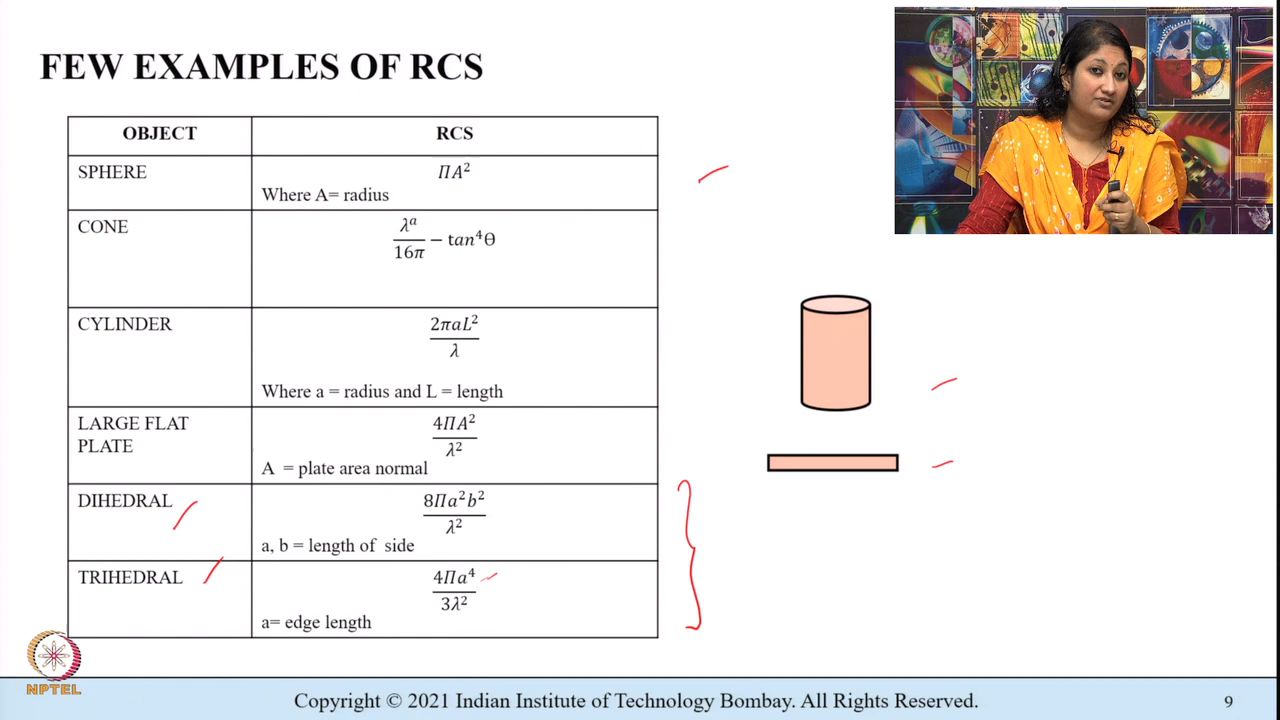 FEW EXAMPLES OF RCS
OBJECT RCS
SPHERE
ΠA²
Where A= radius
CONE
λᵃ/16π − tan⁴Θ
CYLINDER
2πaL²/λ
Where a = radius and L = length
LARGE FLAT
PLATE
4ΠA²/λ²
A = plate area normal
DIHEDRAL
8Πa²b²/λ²
a, b = length of side
TRIHEDRAL
4Πa⁴/3λ²
a= edge length
NPTEL
Copyright © 2021 Indian Institute of Technology Bombay. All Rights Reserved.
9